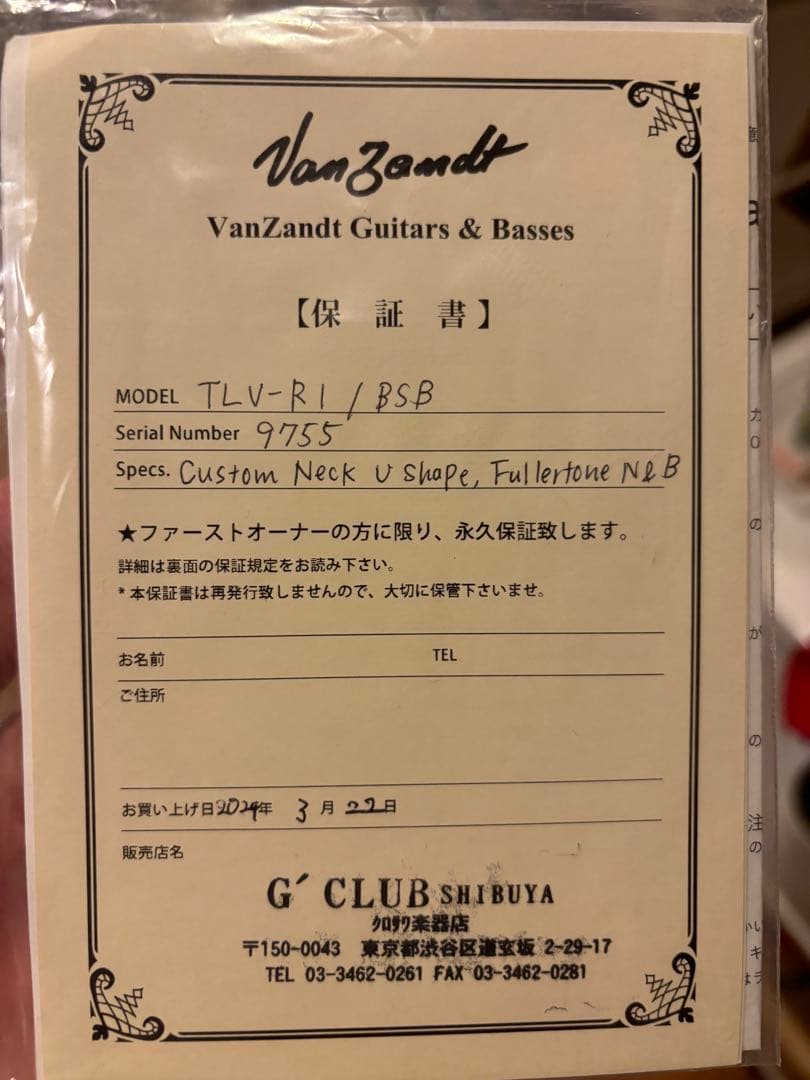 VanZandt
VanZandt Guitars & Basses
【保 証 書】
MODEL TLV-R1 / BSB
Serial Number 9755
Specs. Custom Neck U Shape, Fullertone N&B
★ファーストオーナーの方に限り、永久保証致します。
詳細は裏面の保証規定をお読み下さい。
*本保証書は再発行致しませんので、大切に保管下さいませ。
お名前 TEL
ご住所
お買い上げ日2024年 3月 22日
販売店名
G' CLUB SHIBUYA
クロサワ楽器店
〒150-0043 東京都渋谷区道玄坂 2-29-17
TEL 03-3462-0261 FAX 03-3462-0281